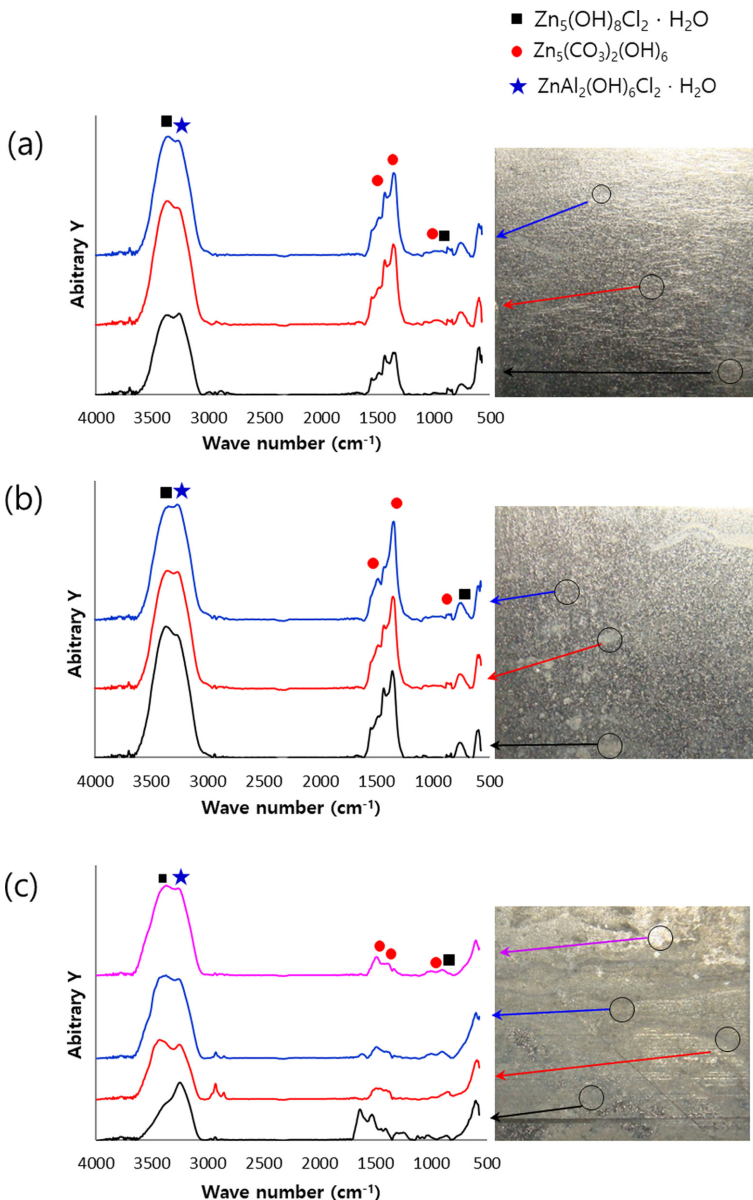 ■ Zn₅(OH)₈Cl₂ · H₂O
● Zn₅(CO₃)₂(OH)₆
★ ZnAl₂(OH)₆Cl₂ · H₂O
(a)
Abitrary Y
4000 3500 3000 2500 2000 1500 1000 500
Wave number (cm⁻¹)
(b)
Abitrary Y
4000 3500 3000 2500 2000 1500 1000 500
Wave number (cm⁻¹)
(c)
Abitrary Y
4000 3500 3000 2500 2000 1500 1000 500
Wave number (cm⁻¹)